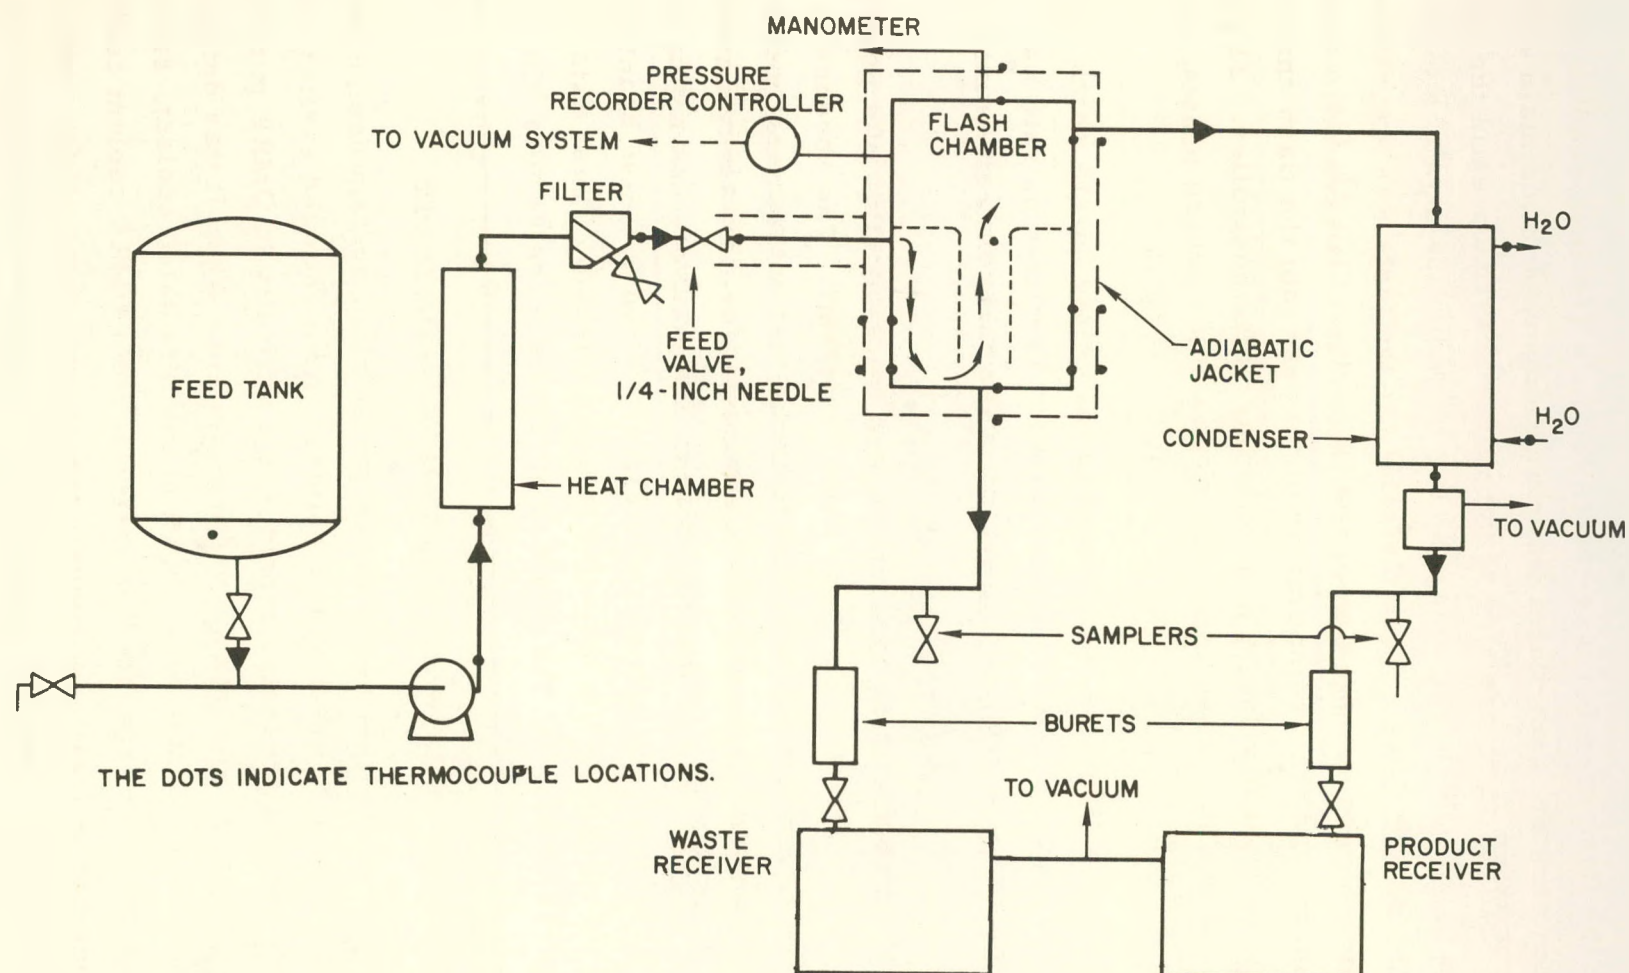 MANOMETER
PRESSURE
RECORDER CONTROLLER
TO VACUUM SYSTEM
FLASH
CHAMBER
FILTER
H2O
FEED
VALVE,
1/4-INCH NEEDLE
ADIABATIC
JACKET
FEED TANK
H2O
CONDENSER
HEAT CHAMBER
TO VACUUM
SAMPLERS
BURETS
THE DOTS INDICATE THERMOCOUPLE LOCATIONS.
TO VACUUM
WASTE
RECEIVER
PRODUCT
RECEIVER